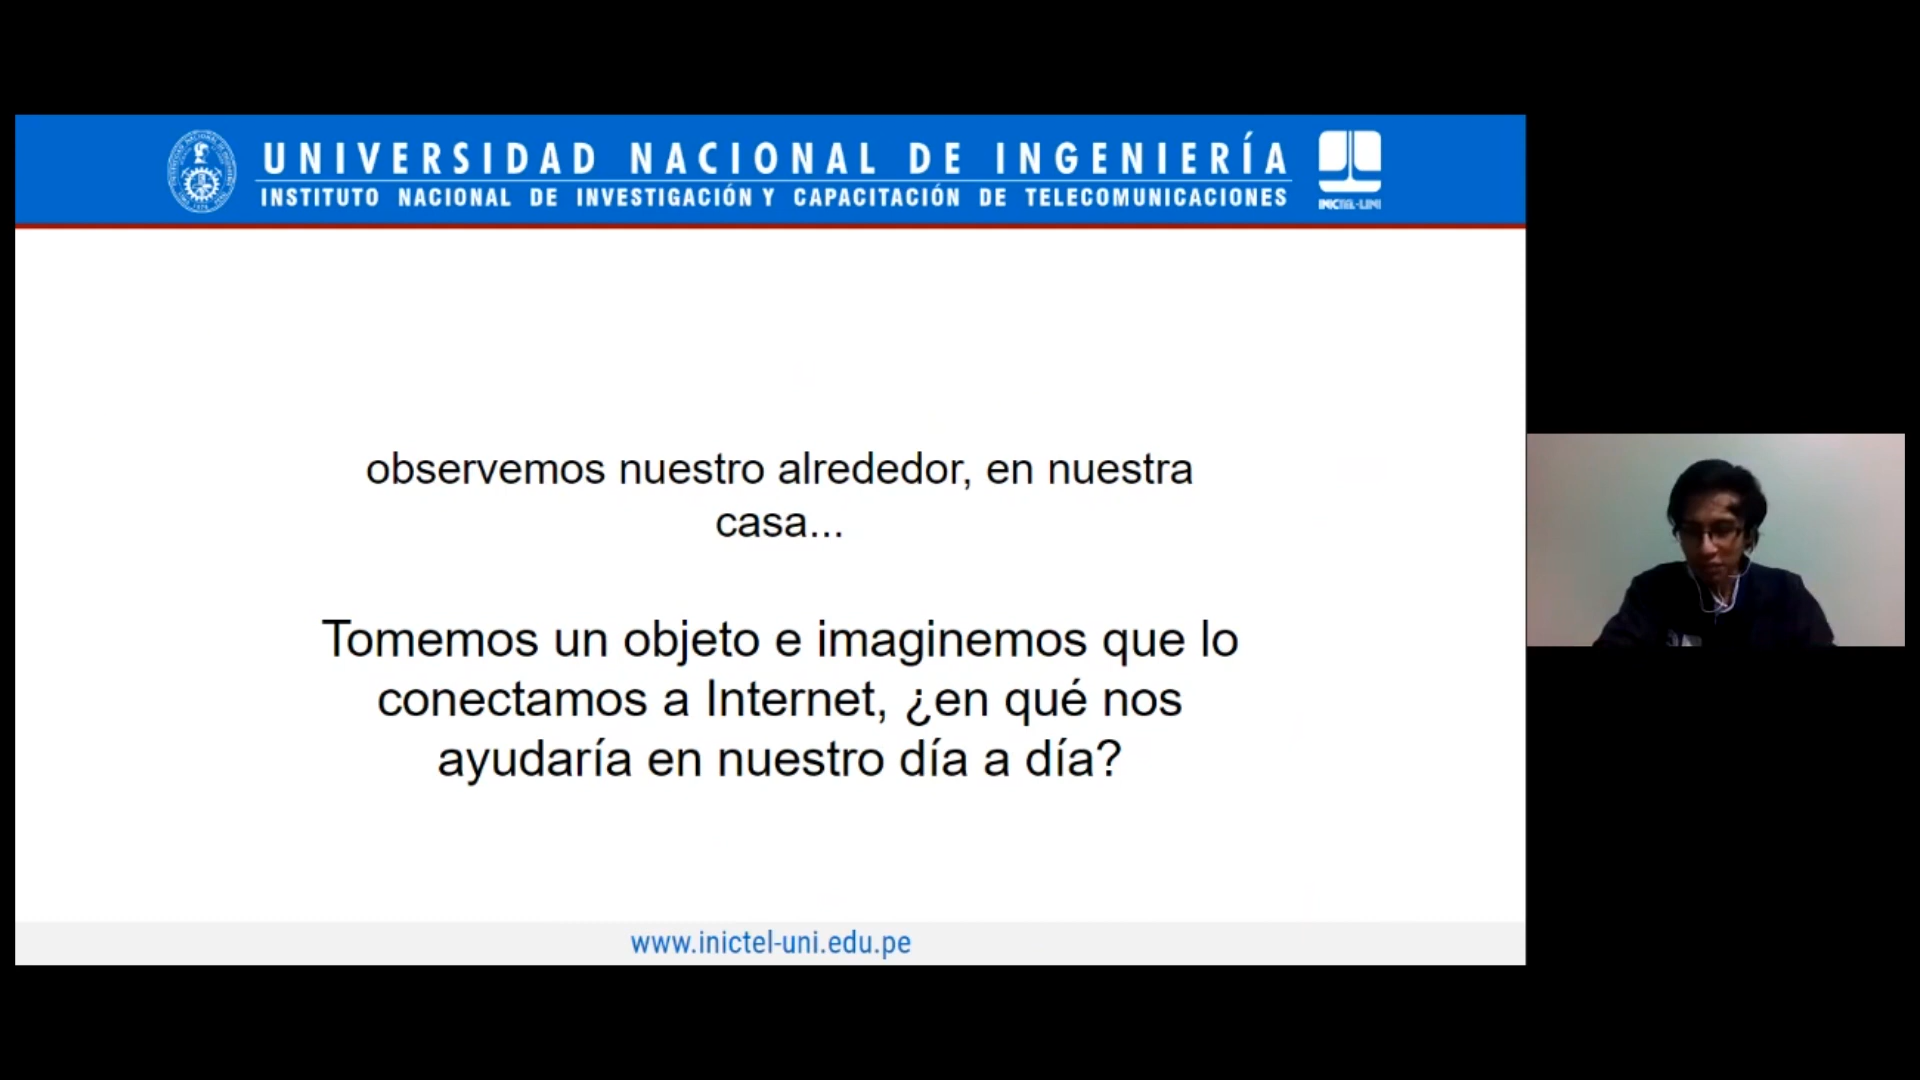 UNIVERSIDAD NACIONAL DE INGENIERÍA
INSTITUTO NACIONAL DE INVESTIGACIÓN Y CAPACITACIÓN DE TELECOMUNICACIONES
INICTEL-UNI
observemos nuestro alrededor, en nuestra
casa...
Tomemos un objeto e imaginemos que lo
conectamos a Internet, ¿en qué nos
ayudaría en nuestro día a día?
www.inictel-uni.edu.pe